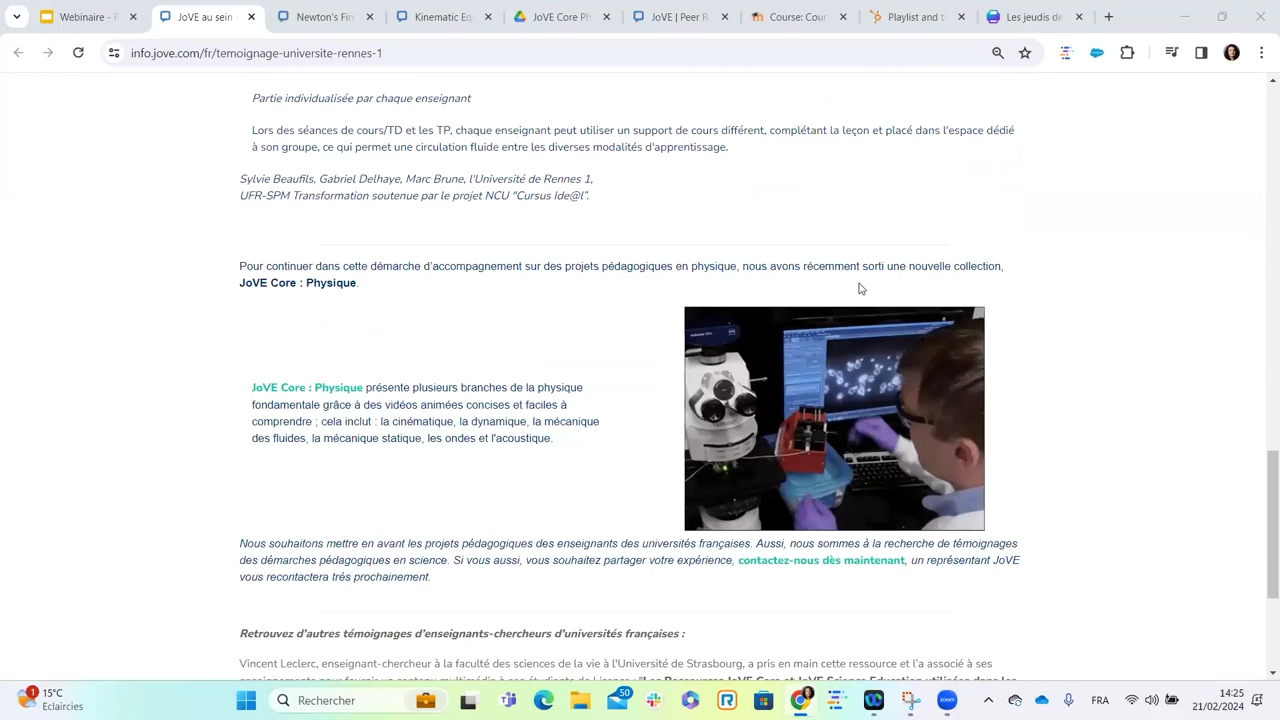 Webinaire - P
JoVE au sein
Newton's Fir
Kinematic Eq
JoVE Core Ph
JoVE | Peer R
Course: Cour
Playlist and t
Les jeudis de
info.jove.com/fr/temoignage-universite-rennes-1
Partie individualisée par chaque enseignant
Lors des séances de cours/TD et les TP, chaque enseignant peut utiliser un support de cours différent, complétant la leçon et placé dans l'espace dédié
à son groupe, ce qui permet une circulation fluide entre les diverses modalités d'apprentissage.
Sylvie Beaufils, Gabriel Delhaye, Marc Brune, l'Université de Rennes 1,
UFR-SPM Transformation soutenue par le projet NCU "Cursus Ide@l".
Pour continuer dans cette démarche d'accompagnement sur des projets pédagogiques en physique, nous avons récemment sorti une nouvelle collection,
JoVE Core : Physique.
JoVE Core : Physique présente plusieurs branches de la physique
fondamentale grâce à des vidéos animées concises et faciles à
comprendre ; cela inclut : la cinématique, la dynamique, la mécanique
des fluides, la mécanique statique, les ondes et l'acoustique.
Nous souhaitons mettre en avant les projets pédagogiques des enseignants des universités françaises. Aussi, nous sommes à la recherche de témoignages
des démarches pédagogiques en science. Si vous aussi, vous souhaitez partager votre expérience, contactez-nous dès maintenant, un représentant JoVE
vous recontactera très prochainement.
Retrouvez d'autres témoignages d'enseignants-chercheurs d'universités françaises :
Vincent Leclerc, enseignant-chercheur à la faculté des sciences de la vie à l'Université de Strasbourg, a pris en main cette ressource et l'a associé à ses
1
15°C
Eclaircies
Rechercher
50
zoom
FRA
14:25
21/02/2024